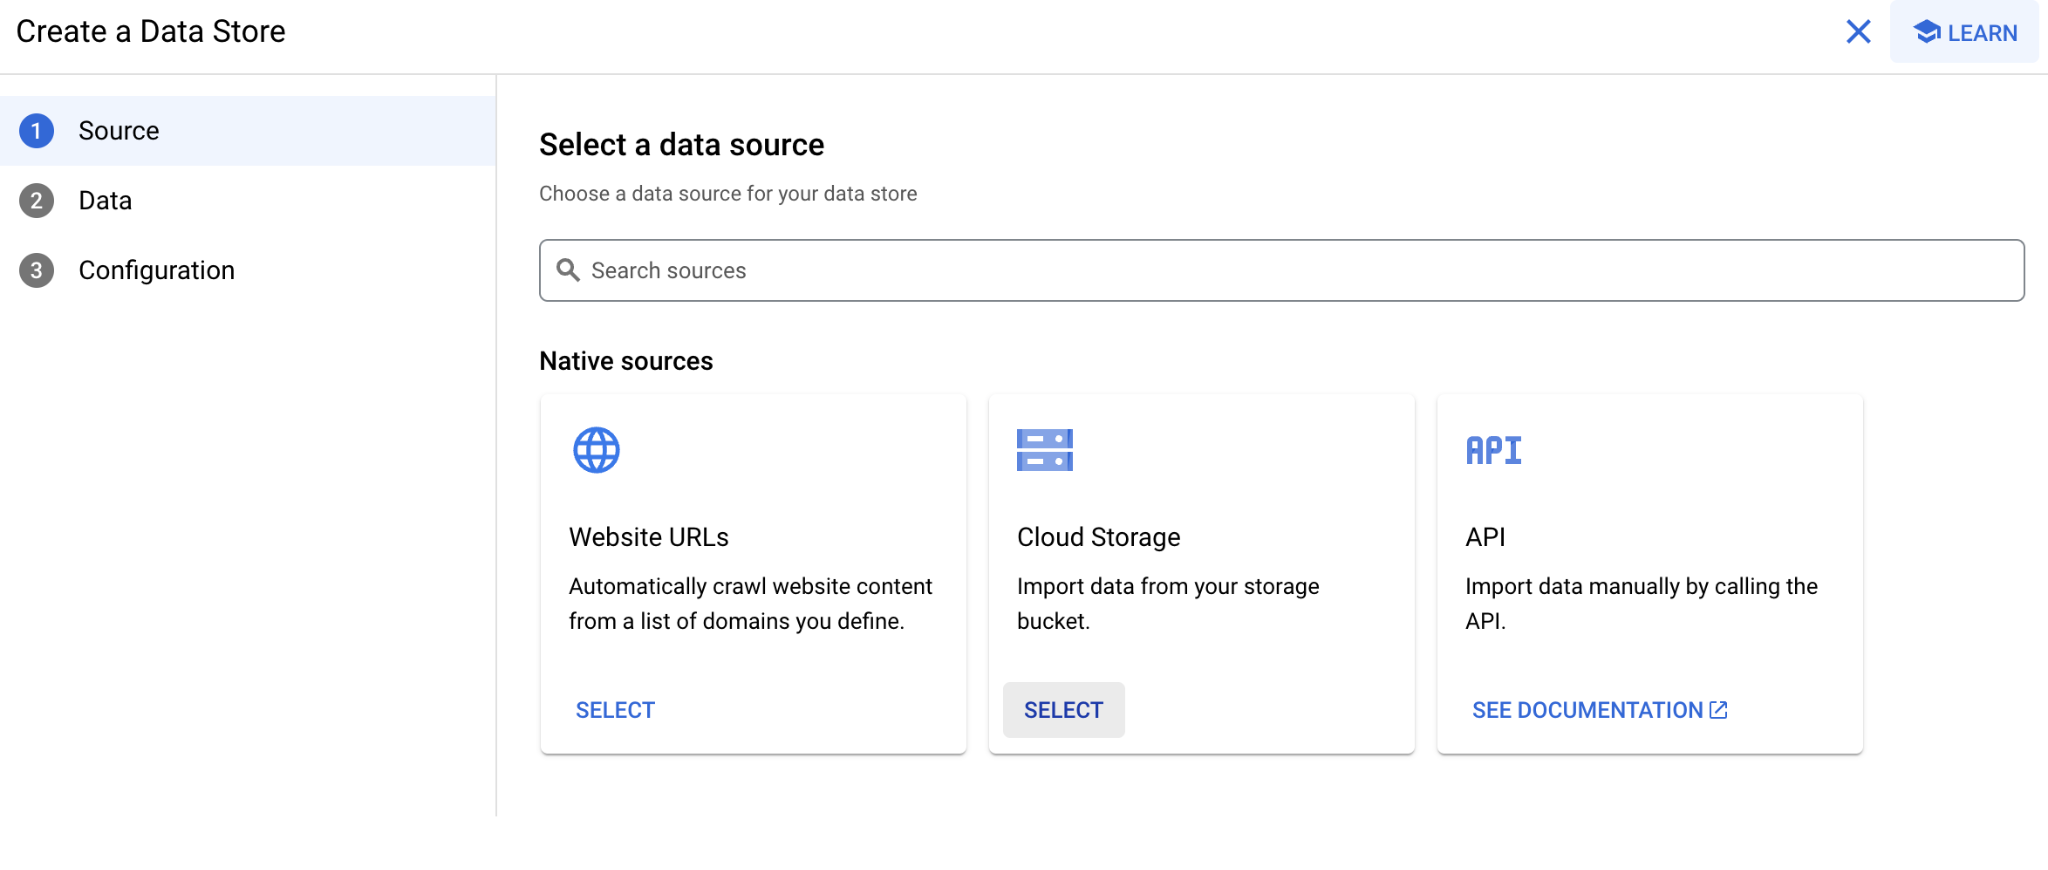 Create a Data Store
LEARN
1 Source
2 Data
3 Configuration
Select a data source
Choose a data source for your data store
Search sources
Native sources
Website URLs
Automatically crawl website content
from a list of domains you define.
SELECT
Cloud Storage
Import data from your storage
bucket.
SELECT
API
API
Import data manually by calling the
API.
SEE DOCUMENTATION